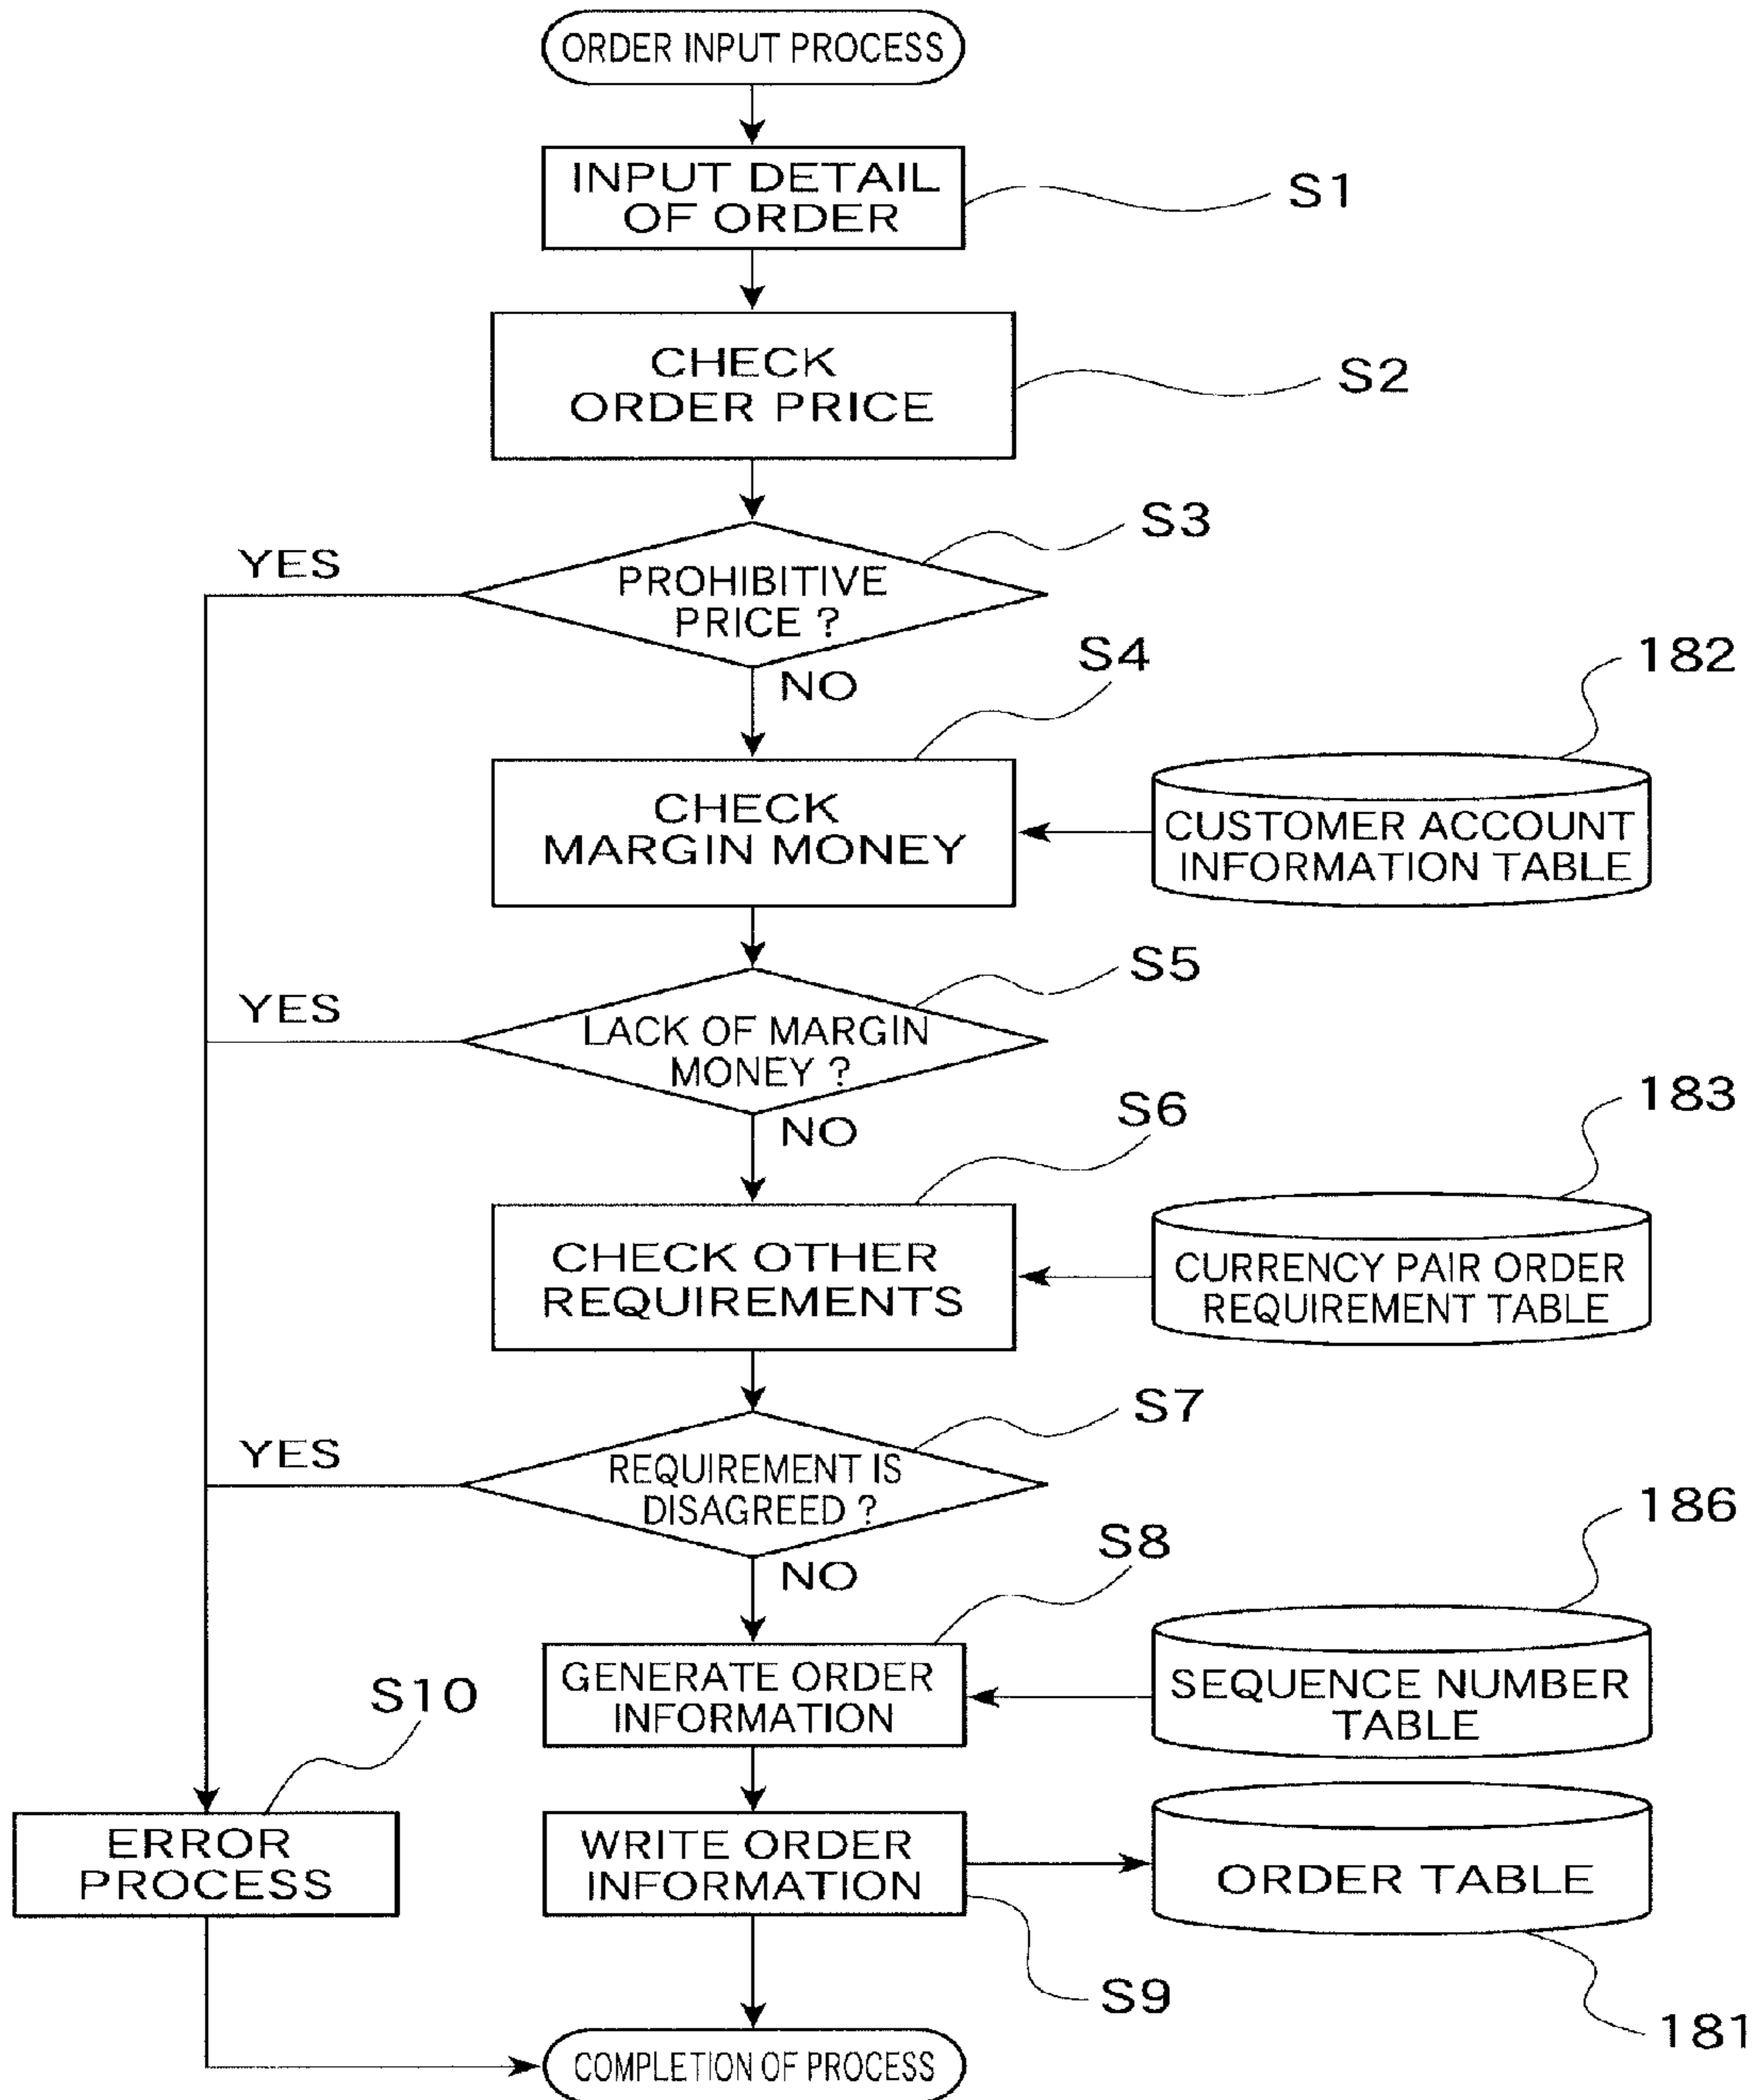 ORDER INPUT PROCESS
INPUT DETAIL
OF ORDER
S1
CHECK
ORDER PRICE
S2
S3
YES
PROHIBITIVE
PRICE ?
NO
S4
182
CHECK
MARGIN MONEY
CUSTOMER ACCOUNT
INFORMATION TABLE
S5
YES
LACK OF MARGIN
MONEY ?
NO
S6
183
CHECK OTHER
REQUIREMENTS
CURRENCY PAIR ORDER
REQUIREMENT TABLE
S7
YES
REQUIREMENT IS
DISAGREED ?
NO
S8
186
GENERATE ORDER
INFORMATION
SEQUENCE NUMBER
TABLE
S10
ERROR
PROCESS
WRITE ORDER
INFORMATION
ORDER TABLE
S9
181
COMPLETION OF PROCESS